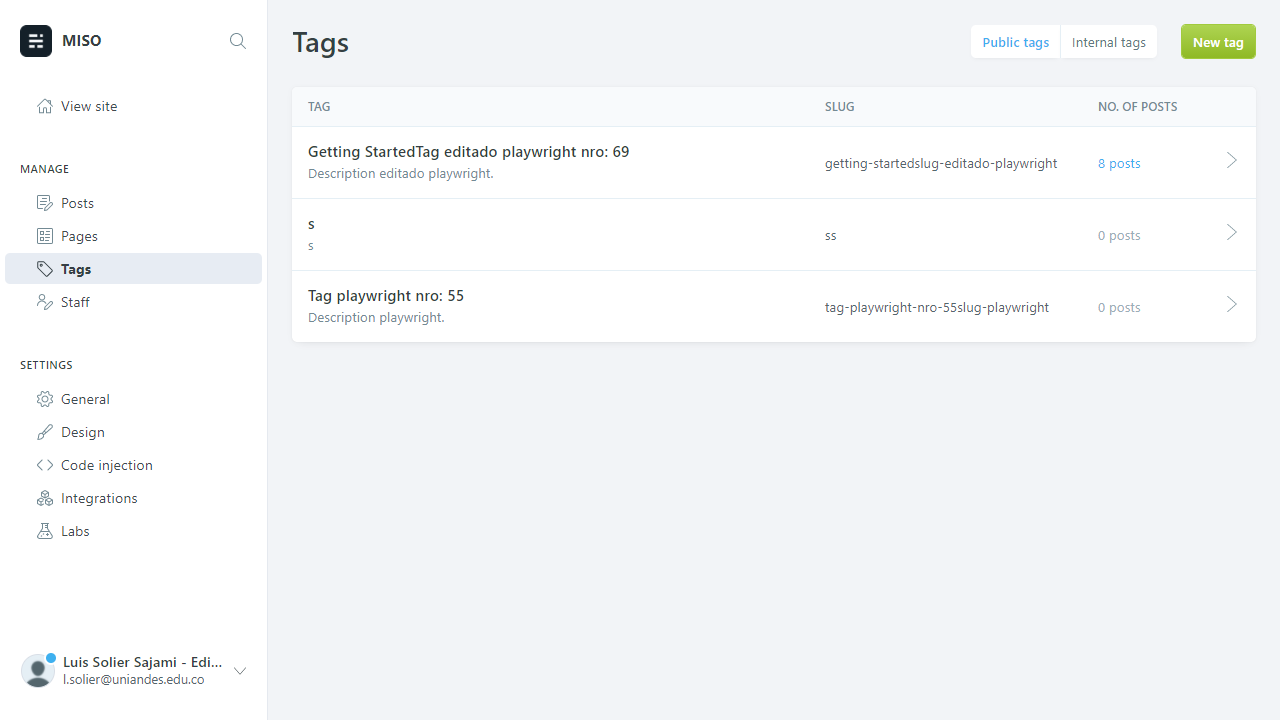 MISO
View site
MANAGE
Posts
Pages
Tags
Staff
SETTINGS
General
Design
Code injection
Integrations
Labs
Luis Solier Sajami - Edi...
l.solier@uniandes.edu.co
Tags
Public tags
Internal tags
New tag
TAG SLUG NO. OF POSTS
Getting StartedTag editado playwright nro: 69
Description editado playwright.
getting-startedslug-editado-playwright
8 posts
s
s
ss
0 posts
Tag playwright nro: 55
Description playwright.
tag-playwright-nro-55slug-playwright
0 posts